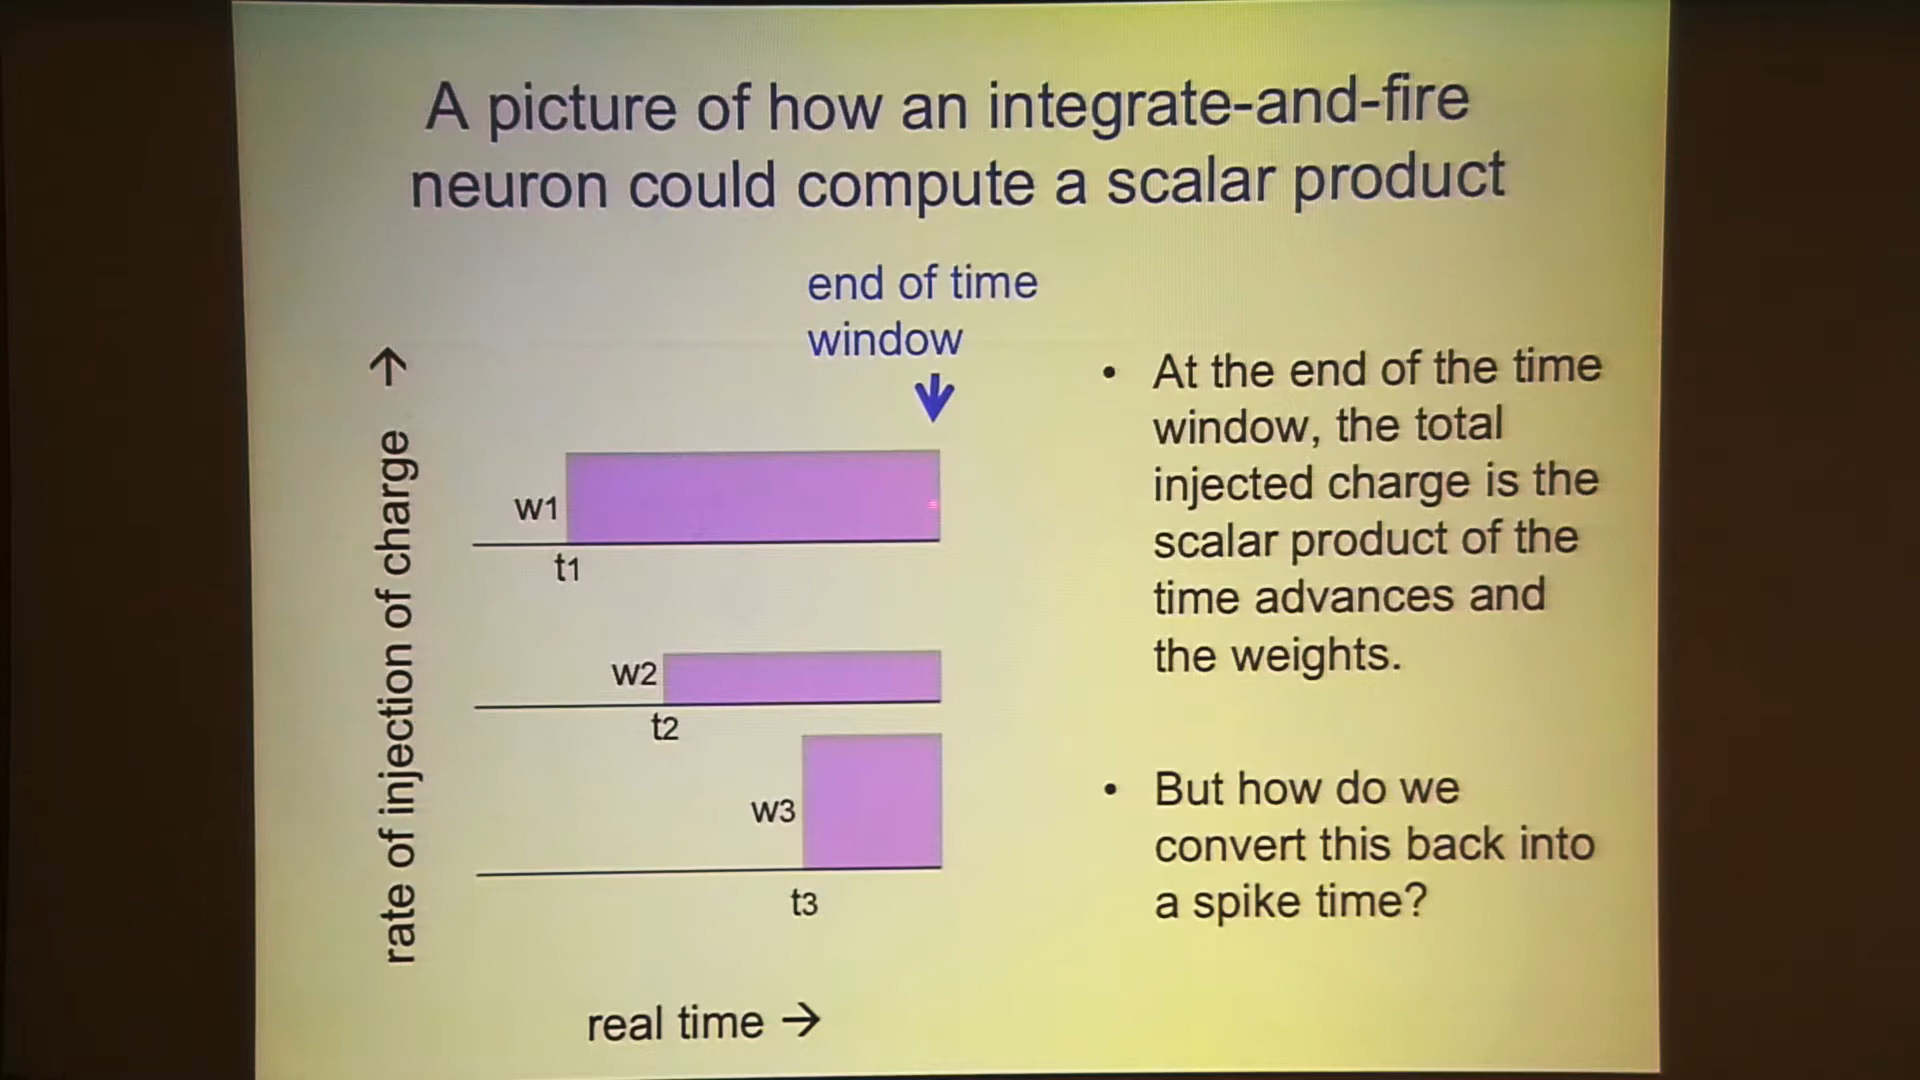 A picture of how an integrate-and-fire
neuron could compute a scalar product
end of time
window
rate of injection of charge →
w1
t1
w2
t2
w3
t3
real time →
• At the end of the time
window, the total
injected charge is the
scalar product of the
time advances and
the weights.
• But how do we
convert this back into
a spike time?